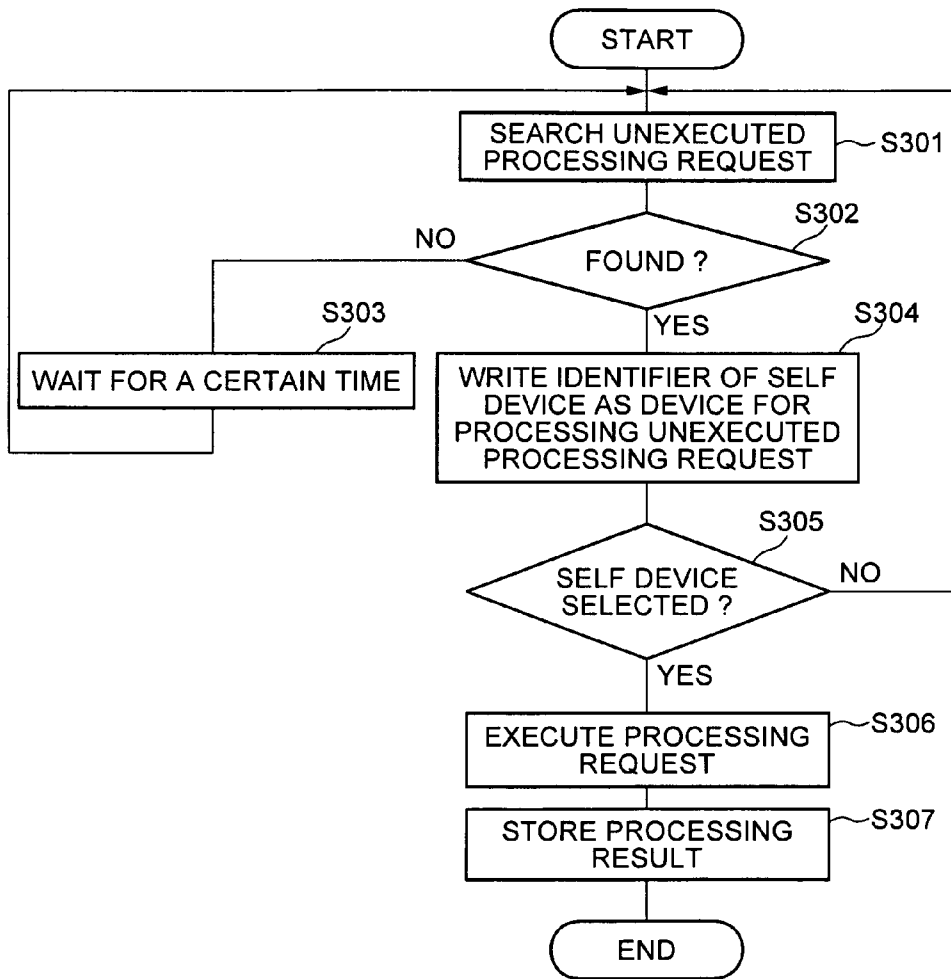 START
SEARCH UNEXECUTED
PROCESSING REQUEST
S301
S302
NO
FOUND ?
YES
S303
WAIT FOR A CERTAIN TIME
S304
WRITE IDENTIFIER OF SELF
DEVICE AS DEVICE FOR
PROCESSING UNEXECUTED
PROCESSING REQUEST
S305
SELF DEVICE
SELECTED ?
NO
YES
EXECUTE PROCESSING
REQUEST
S306
STORE PROCESSING
RESULT
S307
END